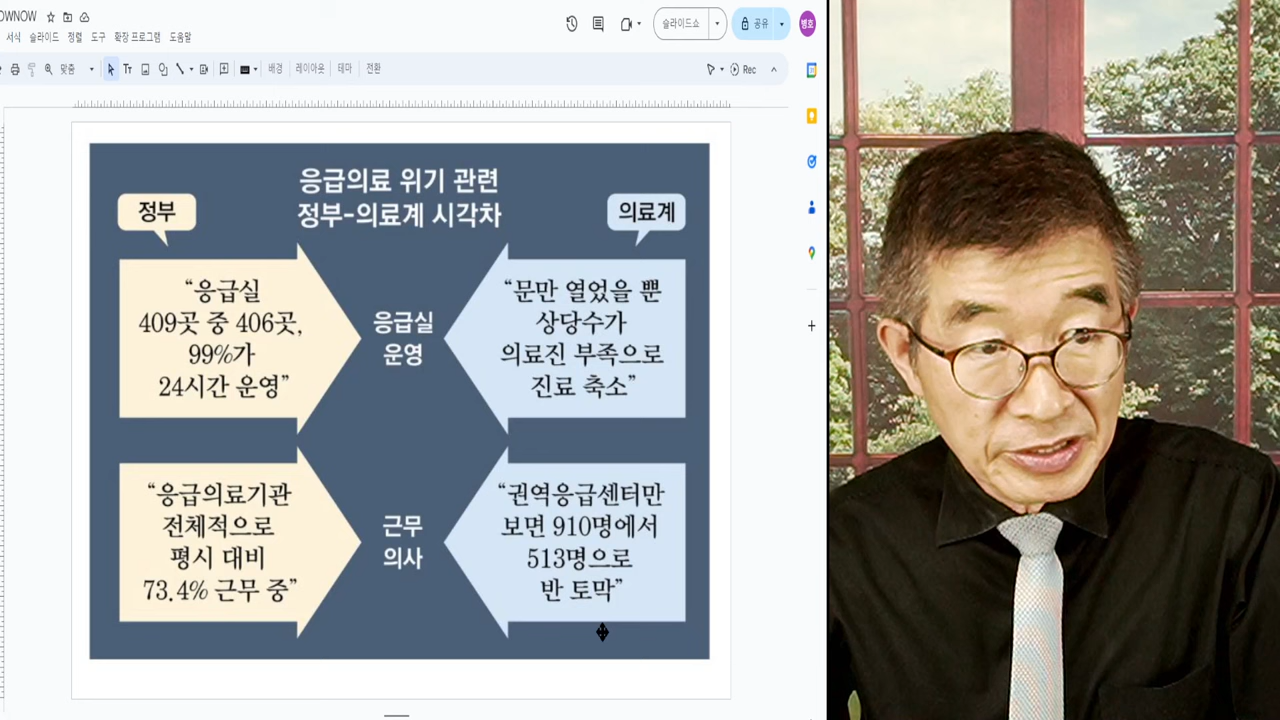 OWNOW
서식 슬라이드 정렬 도구 확장 프로그램 도움말
슬라이드쇼
공유
병호
맞춤
Tт
배경
레이아웃
테마
전환
Rec
응급의료 위기 관련
정부-의료계 시각차
정부
의료계
“응급실
409곳 중 406곳,
99%가
24시간 운영”
응급실
운영
“문만 열었을 뿐
상당수가
의료진 부족으로
진료 축소”
“응급의료기관
전체적으로
평시 대비
73.4% 근무 중”
근무
의사
“권역응급센터만
보면 910명에서
513명으로
반 토막”